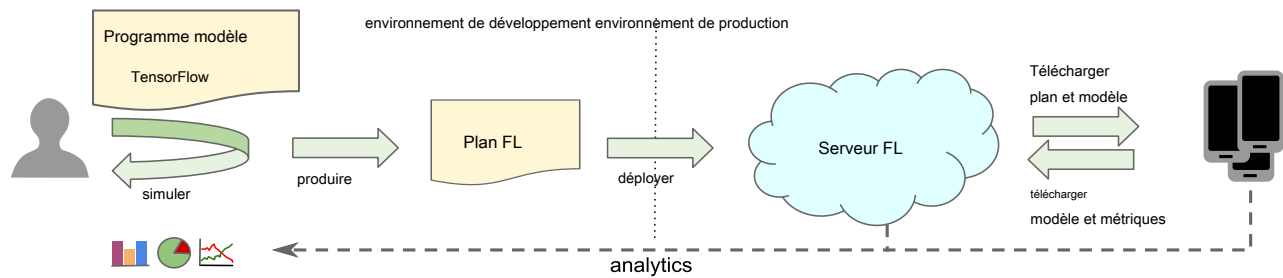 environnement de développement environnement de production
Programme modèle
TensorFlow
simuler
produire
Plan FL
déployer
Serveur FL
Télécharger
plan et modèle
télécharger
modèle et métriques
analytics